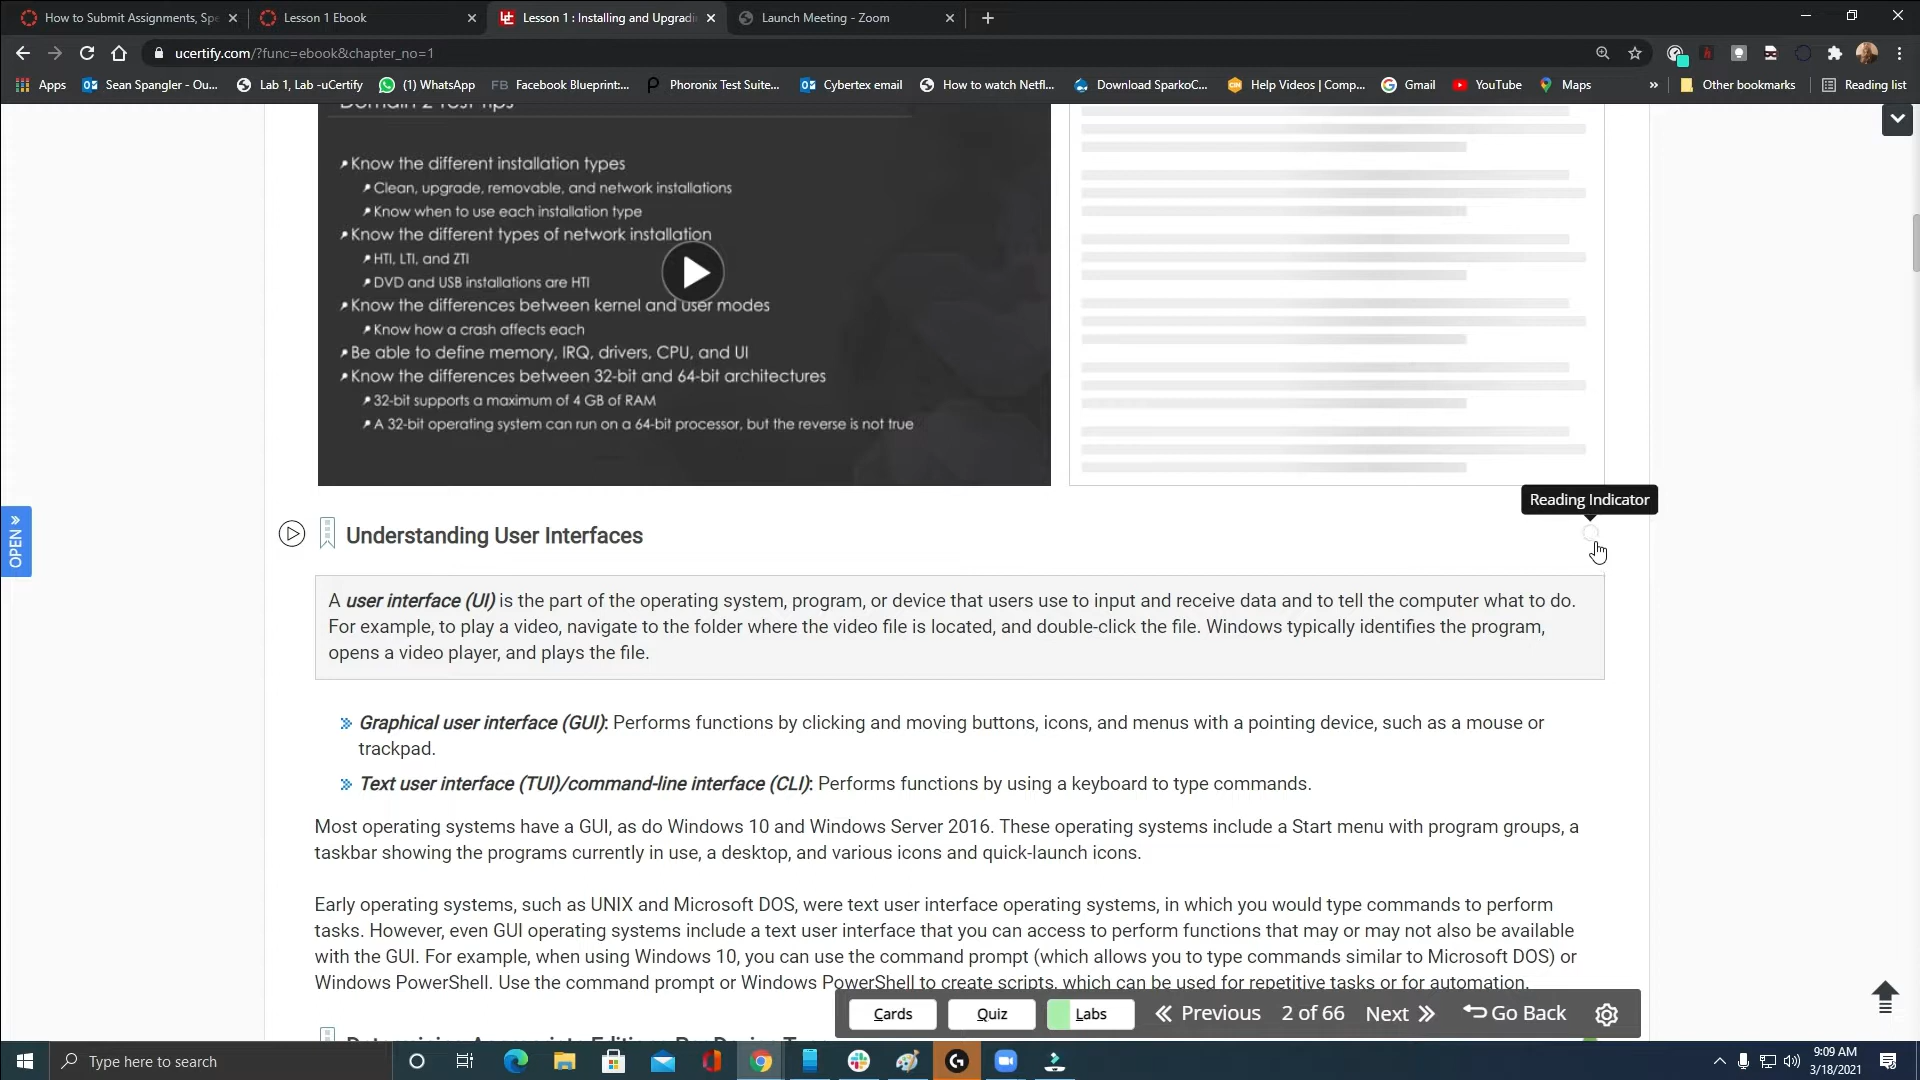 How to Submit Assignments, Spe
Lesson 1 Ebook
Lesson 1 : Installing and Upgradi
Launch Meeting - Zoom
ucertify.com/?func=ebook&chapter_no=1
Apps
Sean Spangler - Ou...
Lab 1, Lab -uCertify
(1) WhatsApp
FB Facebook Blueprint:...
Phoronix Test Suite...
Cybertex email
How to watch Netfl...
Download SparkoC...
Help Videos | Comp...
Gmail
YouTube
Maps
»
Other bookmarks
Reading list
Domain 2 Test Tips
Know the different installation types
Clean, upgrade, removable, and network installations
Know when to use each installation type
Know the different types of network installation
HTI, LTI, and ZTI
DVD and USB installations are HTI
Know the differences between kernel and user modes
Know how a crash affects each
Be able to define memory, IRQ, drivers, CPU, and UI
Know the differences between 32-bit and 64-bit architectures
32-bit supports a maximum of 4 GB of RAM
A 32-bit operating system can run on a 64-bit processor, but the reverse is not true
Reading Indicator
OPEN »
Understanding User Interfaces
A user interface (UI) is the part of the operating system, program, or device that users use to input and receive data and to tell the computer what to do.
For example, to play a video, navigate to the folder where the video file is located, and double-click the file. Windows typically identifies the program,
opens a video player, and plays the file.
Graphical user interface (GUI): Performs functions by clicking and moving buttons, icons, and menus with a pointing device, such as a mouse or
trackpad.
Text user interface (TUI)/command-line interface (CLI): Performs functions by using a keyboard to type commands.
Most operating systems have a GUI, as do Windows 10 and Windows Server 2016. These operating systems include a Start menu with program groups, a
taskbar showing the programs currently in use, a desktop, and various icons and quick-launch icons.
Early operating systems, such as UNIX and Microsoft DOS, were text user interface operating systems, in which you would type commands to perform
tasks. However, even GUI operating systems include a text user interface that you can access to perform functions that may or may not also be available
with the GUI. For example, when using Windows 10, you can use the command prompt (which allows you to type commands similar to Microsoft DOS) or
Windows PowerShell. Use the command prompt or Windows PowerShell to create scripts, which can be used for repetitive tasks or for automation.
Cards
Quiz
Labs
Previous
2 of 66
Next
Go Back
Type here to search
9:09 AM
3/18/2021